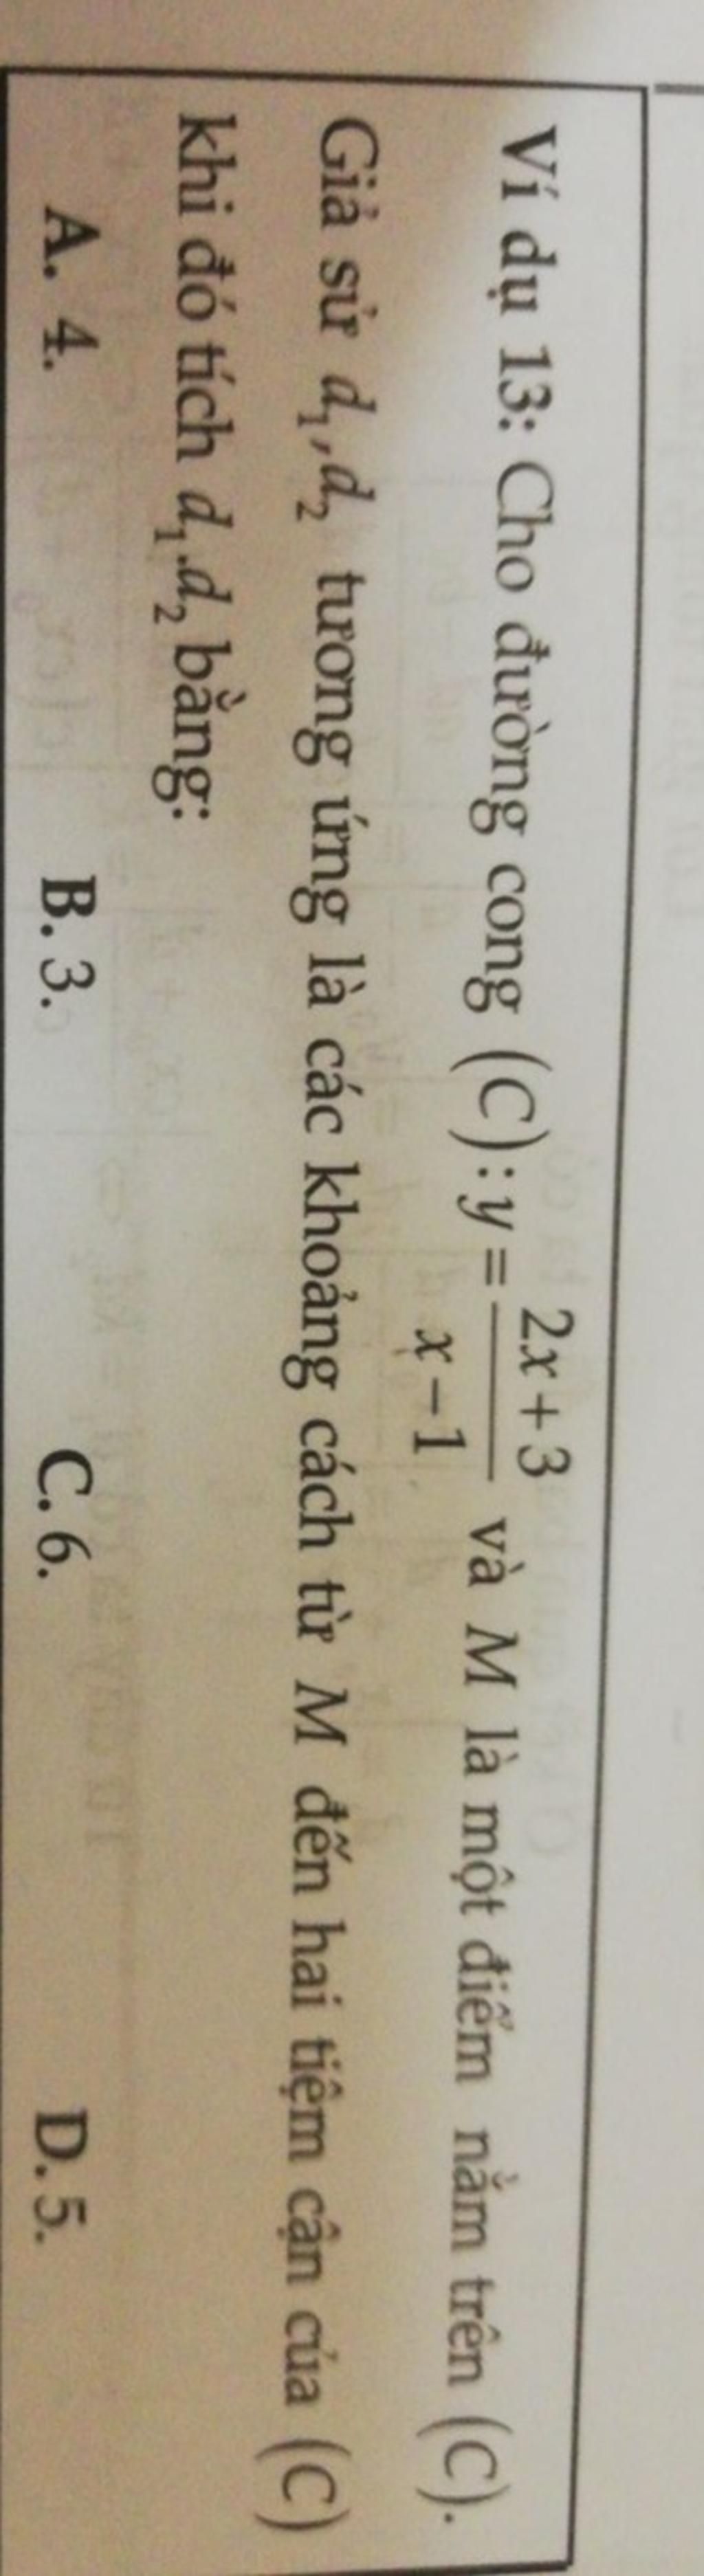 Ví dụ 13: Cho đường cong (C): y = \frac{2x+3}{x-1} và M là một điểm nằm trên (C).
Giả sử d₁, d₂ tương ứng là các khoảng cách từ M đến hai tiệm cận của (C)
khi đó tích d₁.d₂ bằng:
A. 4. B. 3. C. 6. D. 5.